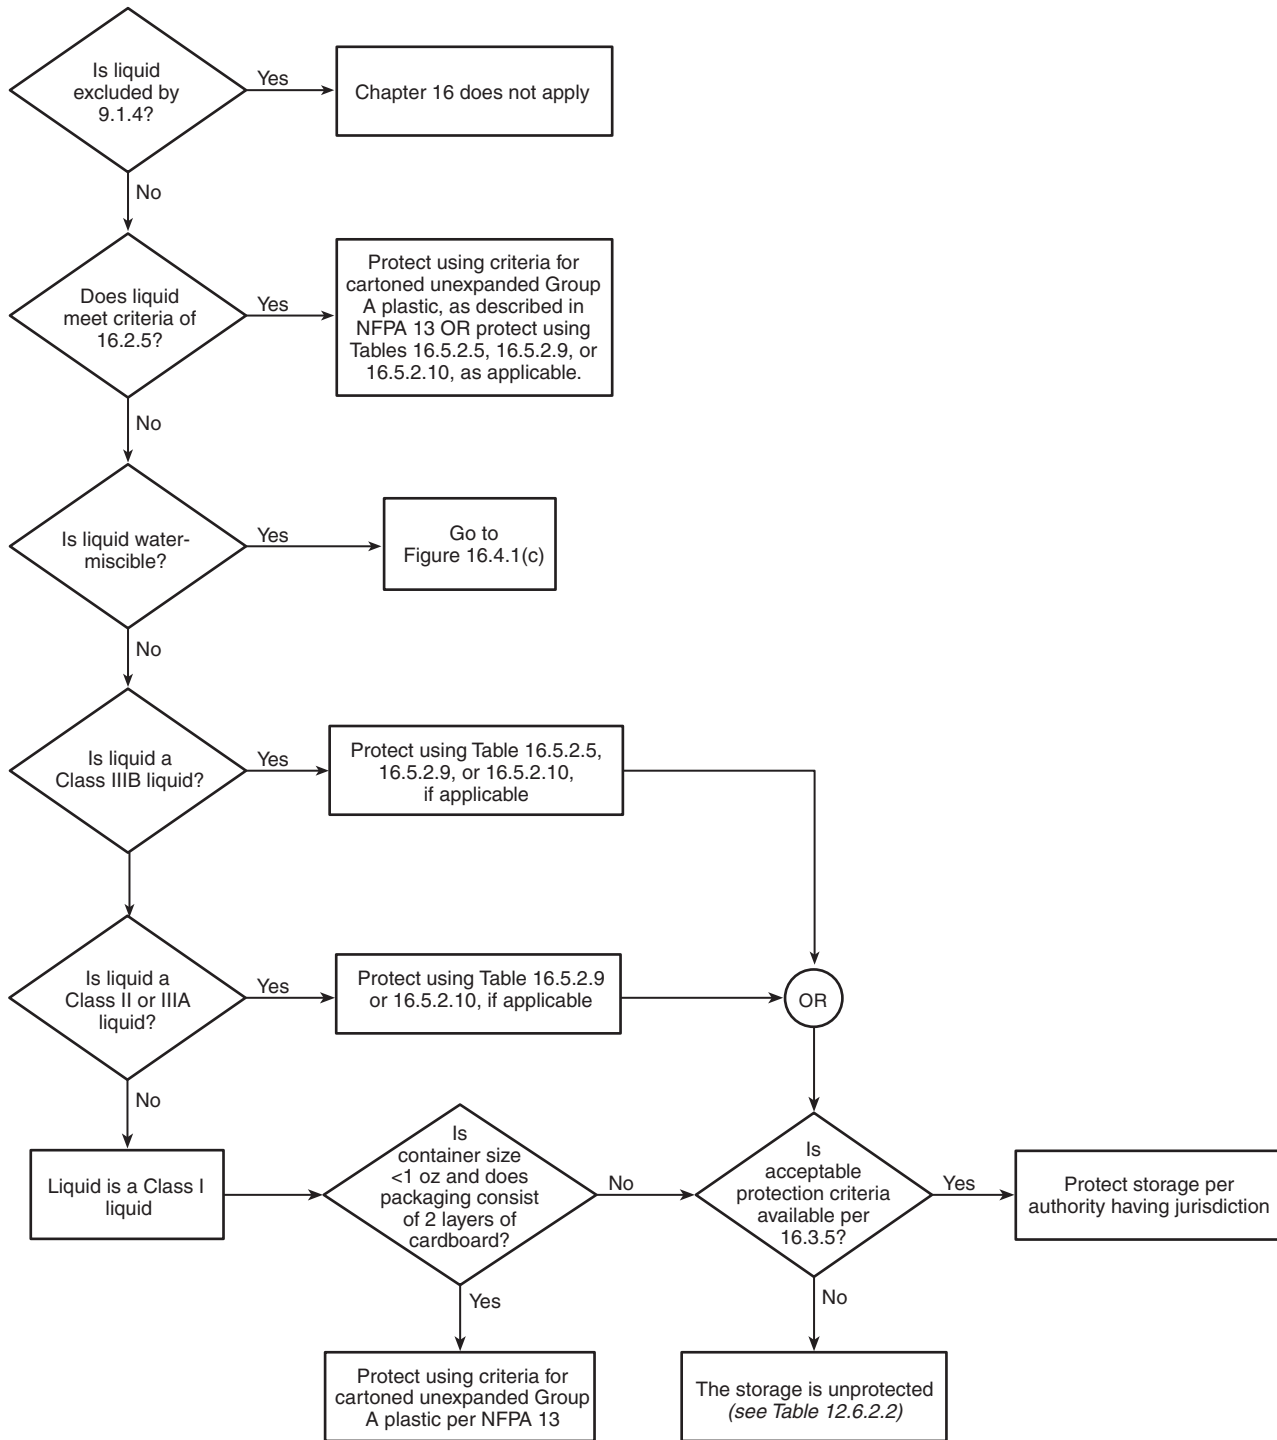 Is liquid
excluded by
9.1.4?
Yes
Chapter 16 does not apply
No
Does liquid
meet criteria of
16.2.5?
Yes
Protect using criteria for
cartoned unexpanded Group
A plastic, as described in
NFPA 13 OR protect using
Tables 16.5.2.5, 16.5.2.9, or
16.5.2.10, as applicable.
No
Is liquid water-
miscible?
Yes
Go to
Figure 16.4.1(c)
No
Is liquid a
Class IIIB liquid?
Yes
Protect using Table 16.5.2.5,
16.5.2.9, or 16.5.2.10,
if applicable
Is liquid a
Class II or IIIA
liquid?
Yes
Protect using Table 16.5.2.9
or 16.5.2.10, if applicable
OR
No
Liquid is a Class I
liquid
Is
container size
<1 oz and does
packaging consist
of 2 layers of
cardboard?
No
Is
acceptable
protection criteria
available per
16.3.5?
Yes
Protect storage per
authority having jurisdiction
Yes
Protect using criteria for
cartoned unexpanded Group
A plastic per NFPA 13
No
The storage is unprotected
(see Table 12.6.2.2)